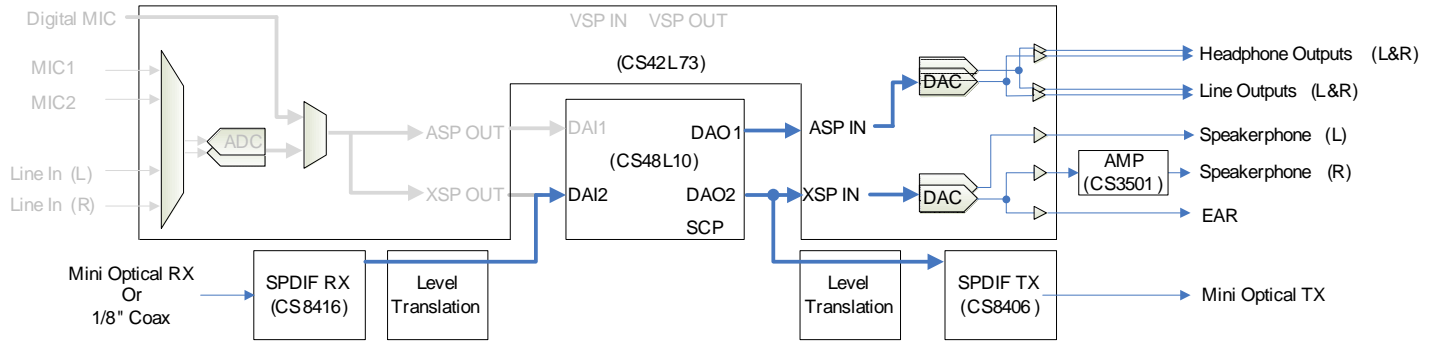 Digital MIC
VSP IN VSP OUT
MIC1
MIC2
(CS42L73)
ADC
Line In (L)
Line In (R)
ASP OUT
XSP OUT
DAI1
DAI2
DAO1
(CS48L10)
DAO2
SCP
ASP IN
XSP IN
DAC
DAC
Headphone Outputs (L&R)
Line Outputs (L&R)
Speakerphone (L)
AMP
(CS3501)
Speakerphone (R)
EAR
Mini Optical RX
Or
1/8" Coax
SPDIF RX
(CS8416)
Level
Translation
Level
Translation
SPDIF TX
(CS8406)
Mini Optical TX